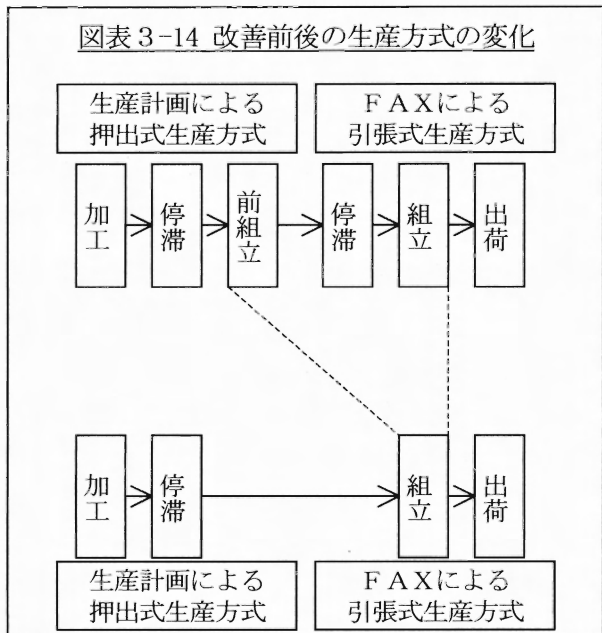 図表3-14 改善前後の生産方式の変化
生産計画による
押出式生産方式
FAXによる
引張式生産方式
加工
停滞
前組立
停滞
組立
出荷
加工
停滞
組立
出荷
生産計画による
押出式生産方式
FAXによる
引張式生産方式